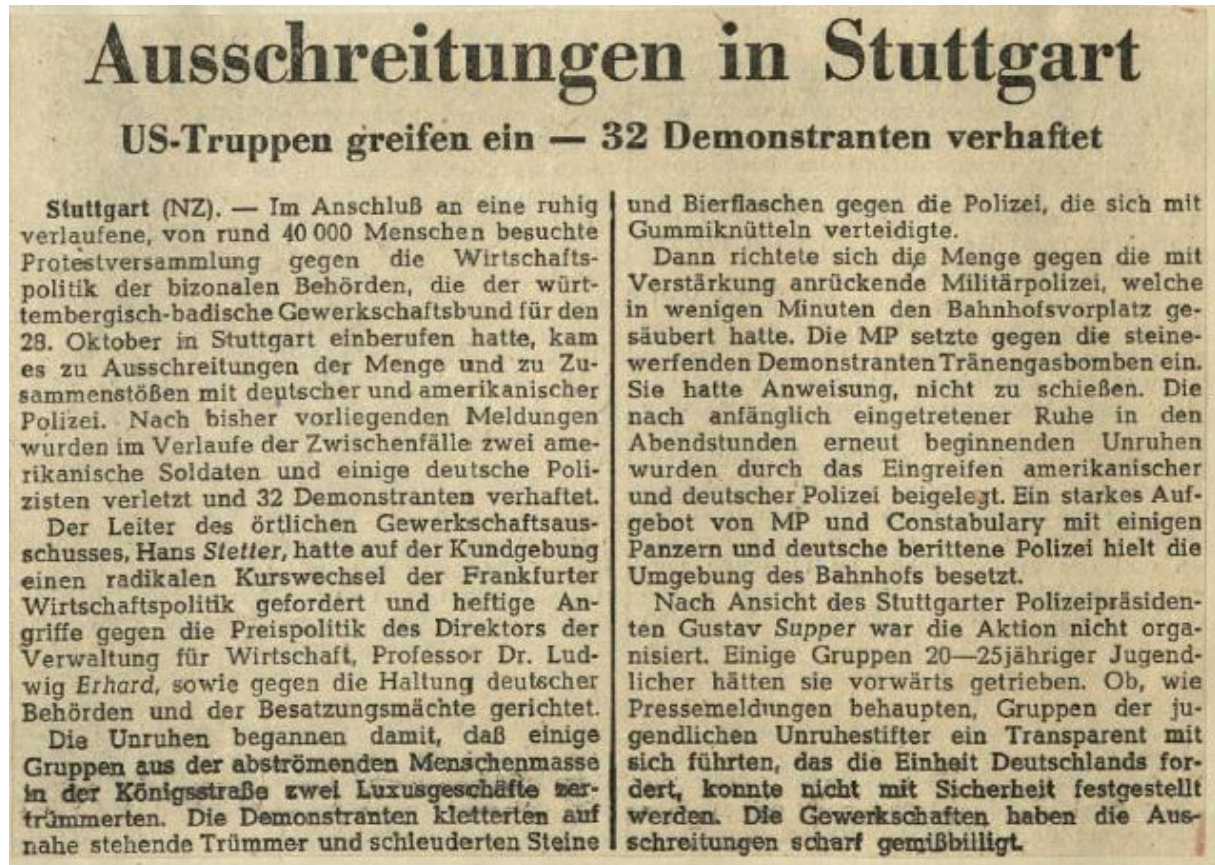 Ausschreitungen in Stuttgart
US-Truppen greifen ein — 32 Demonstranten verhaftet
Stuttgart (NZ). — Im Anschluß an eine ruhig
verlaufene, von rund 40 000 Menschen besuchte
Protestversammlung gegen die Wirtschafts-
politik der bizonalen Behörden, die der würt-
tembergisch-badische Gewerkschaftsbund für den
28. Oktober in Stuttgart einberufen hatte, kam
es zu Ausschreitungen der Menge und zu Zu-
sammenstößen mit deutscher und amerikanischer
Polizei. Nach bisher vorliegenden Meldungen
wurden im Verlaufe der Zwischenfälle zwei ame-
rikanische Soldaten und einige deutsche Poli-
zisten verletzt und 32 Demonstranten verhaftet.
Der Leiter des örtlichen Gewerkschaftsaus-
schusses, Hans Stetter, hatte auf der Kundgebung
einen radikalen Kurswechsel der Frankfurter
Wirtschaftspolitik gefordert und heftige An-
griffe gegen die Preispolitik des Direktors der
Verwaltung für Wirtschaft, Professor Dr. Lud-
wig Erhard, sowie gegen die Haltung deutscher
Behörden und der Besatzungsmächte gerichtet.
Die Unruhen begannen damit, daß einige
Gruppen aus der abströmenden Menschenmasse
in der Königsstraße zwei Luxusgeschäfte zer-
trümmerten. Die Demonstranten kletterten auf
nahe stehende Trümmer und schleuderten Steine
und Bierflaschen gegen die Polizei, die sich mit
Gummiknütteln verteidigte.
Dann richtete sich die Menge gegen die mit
Verstärkung anrückende Militärpolizei, welche
in wenigen Minuten den Bahnhofsvorplatz ge-
säubert hatte. Die MP setzte gegen die steine-
werfenden Demonstranten Tränengasbomben ein.
Sie hatte Anweisung, nicht zu schießen. Die
nach anfänglich eingetretener Ruhe in den
Abendstunden erneut beginnenden Unruhen
wurden durch das Eingreifen amerikanischer
und deutscher Polizei beigelegt. Ein starkes Auf-
gebot von MP und Constabulary mit einigen
Panzern und deutsche berittene Polizei hielt die
Umgebung des Bahnhofs besetzt.
Nach Ansicht des Stuttgarter Polizeipräsiden-
ten Gustav Supper war die Aktion nicht orga-
nisiert. Einige Gruppen 20—25jähriger Jugend-
licher hätten sie vorwärts getrieben. Ob, wie
Pressemeldungen behaupten, Gruppen der ju-
gendlichen Unruhestifter ein Transparent mit
sich führten, das die Einheit Deutschlands for-
dert, konnte nicht mit Sicherheit festgestellt
werden. Die Gewerkschaften haben die Aus-
schreitungen scharf gemißbilligt.